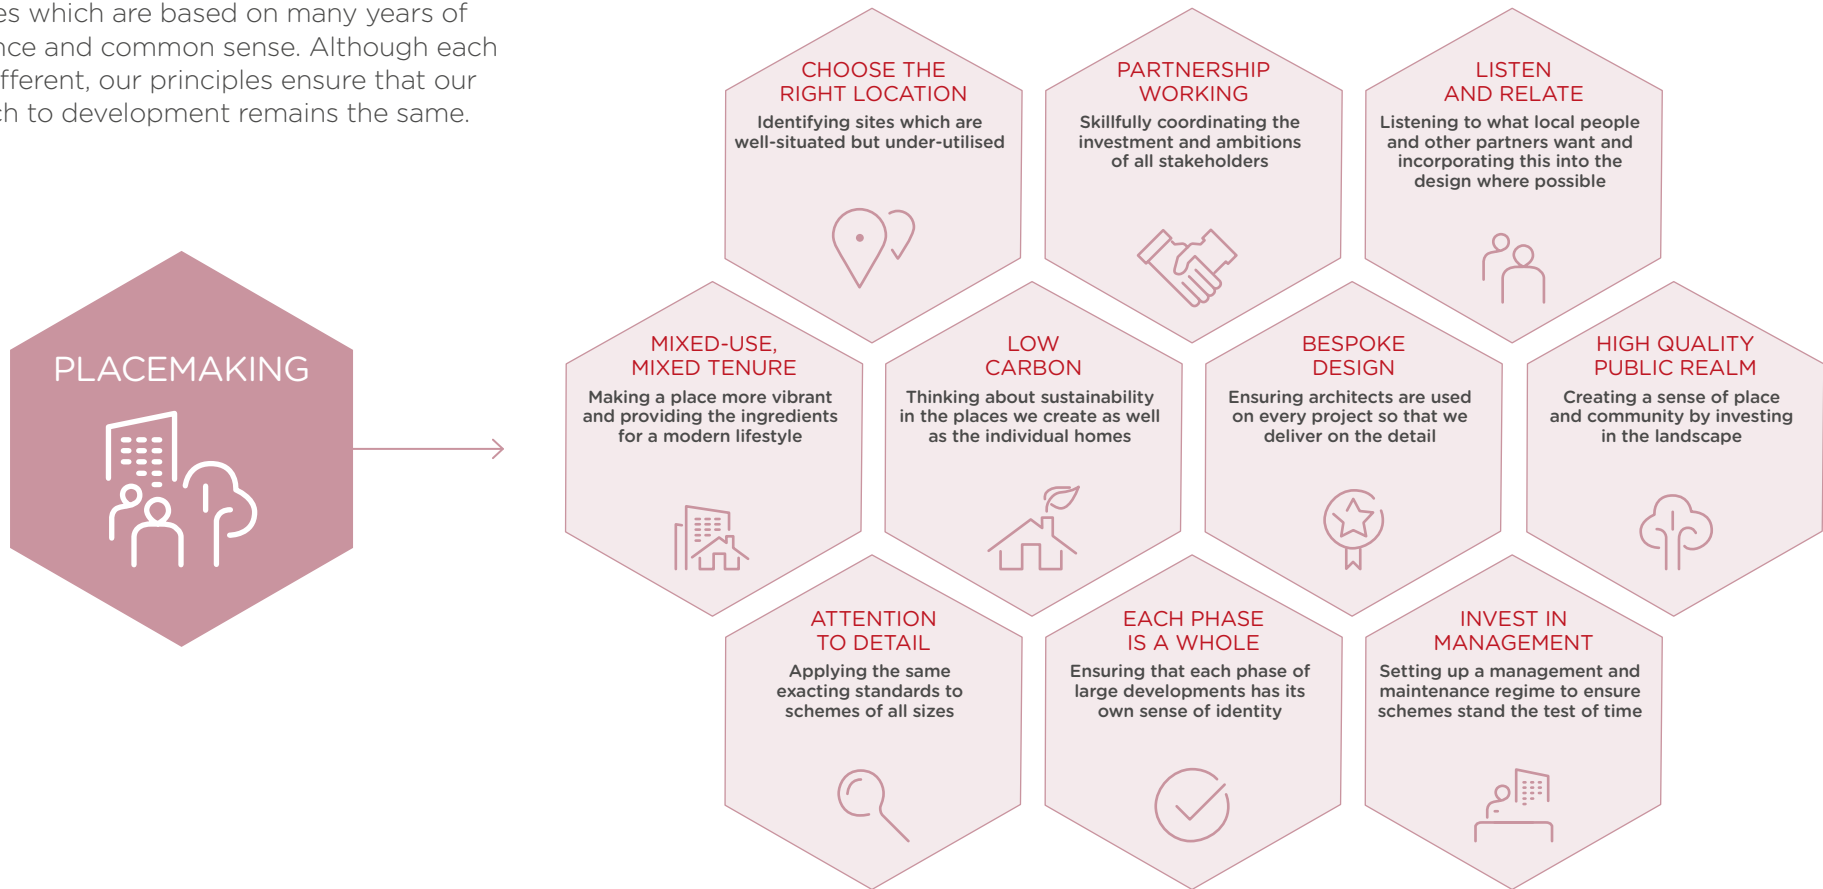 which are based on many years of
and common sense. Although each
our principles ensure that our
to development remains the same.
PLACEMAKING
CHOOSE THE
RIGHT LOCATION
Identifying sites which are
well-situated but under-utilised
PARTNERSHIP
WORKING
Skillfully coordinating the
investment and ambitions
of all stakeholders
LISTEN
AND RELATE
Listening to what local people
and other partners want and
incorporating this into the
design where possible
MIXED-USE,
MIXED TENURE
Making a place more vibrant
and providing the ingredients
for a modern lifestyle
LOW
CARBON
Thinking about sustainability
in the places we create as well
as the individual homes
BESPOKE
DESIGN
Ensuring architects are used
on every project so that we
deliver on the detail
HIGH QUALITY
PUBLIC REALM
Creating a sense of place
and community by investing
in the landscape
ATTENTION
TO DETAIL
Applying the same
exacting standards to
schemes of all sizes
EACH PHASE
IS A WHOLE
Ensuring that each phase of
large developments has its
own sense of identity
INVEST IN
MANAGEMENT
Setting up a management and
maintenance regime to ensure
schemes stand the test of time